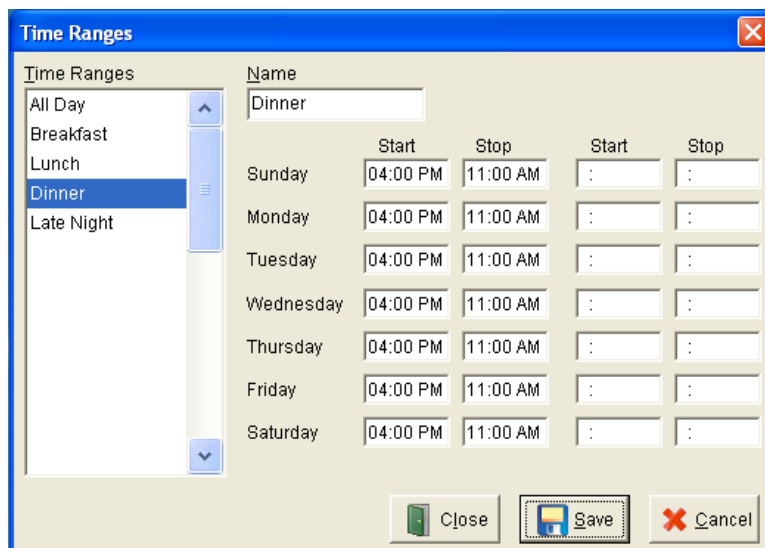 Time Ranges
Time Ranges
All Day
Breakfast
Lunch
Dinner
Late Night
Name
Dinner
Start Stop Start Stop
Sunday 04:00 PM 11:00 AM : :
Monday 04:00 PM 11:00 AM : :
Tuesday 04:00 PM 11:00 AM : :
Wednesday 04:00 PM 11:00 AM : :
Thursday 04:00 PM 11:00 AM : :
Friday 04:00 PM 11:00 AM : :
Saturday 04:00 PM 11:00 AM : :
Close Save Cancel